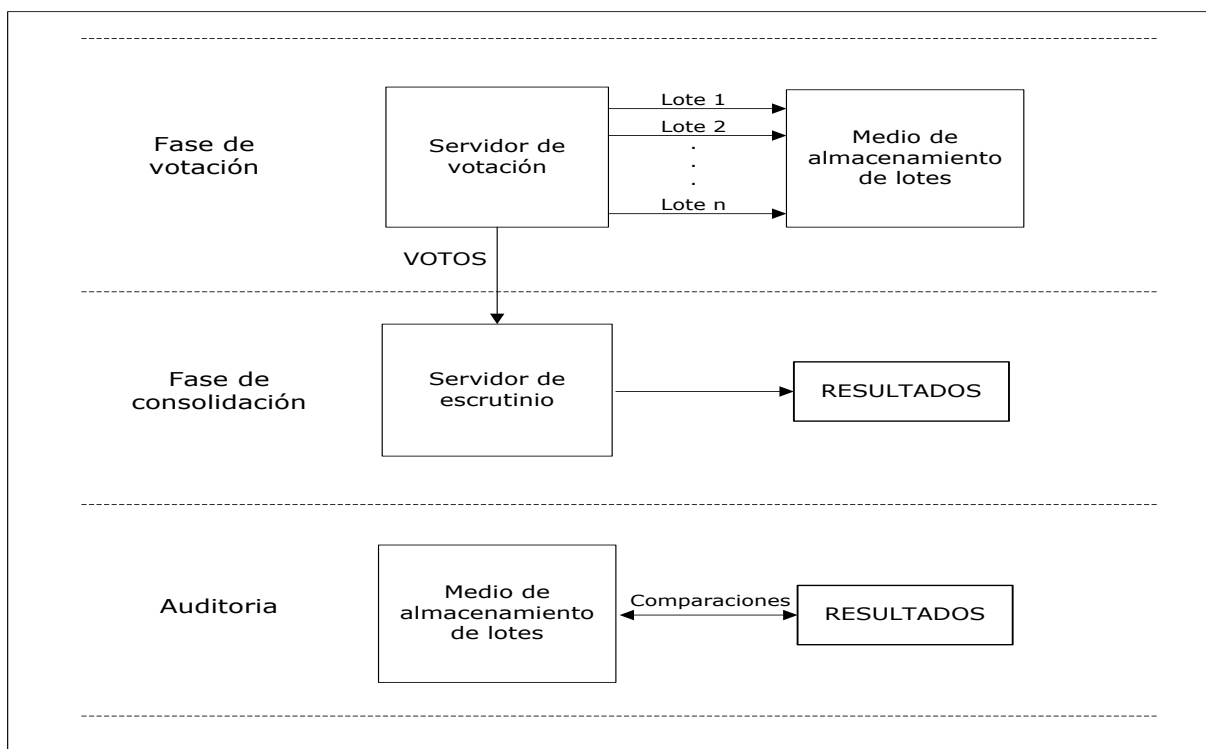 Fase de
votación
Servidor de
votación
Lote 1
Lote 2
.
.
.
Lote n
Medio de
almacenamiento
de lotes
VOTOS
Fase de
consolidación
Servidor de
escrutinio
RESULTADOS
Auditoria
Medio de
almacenamiento
de lotes
Comparaciones
RESULTADOS